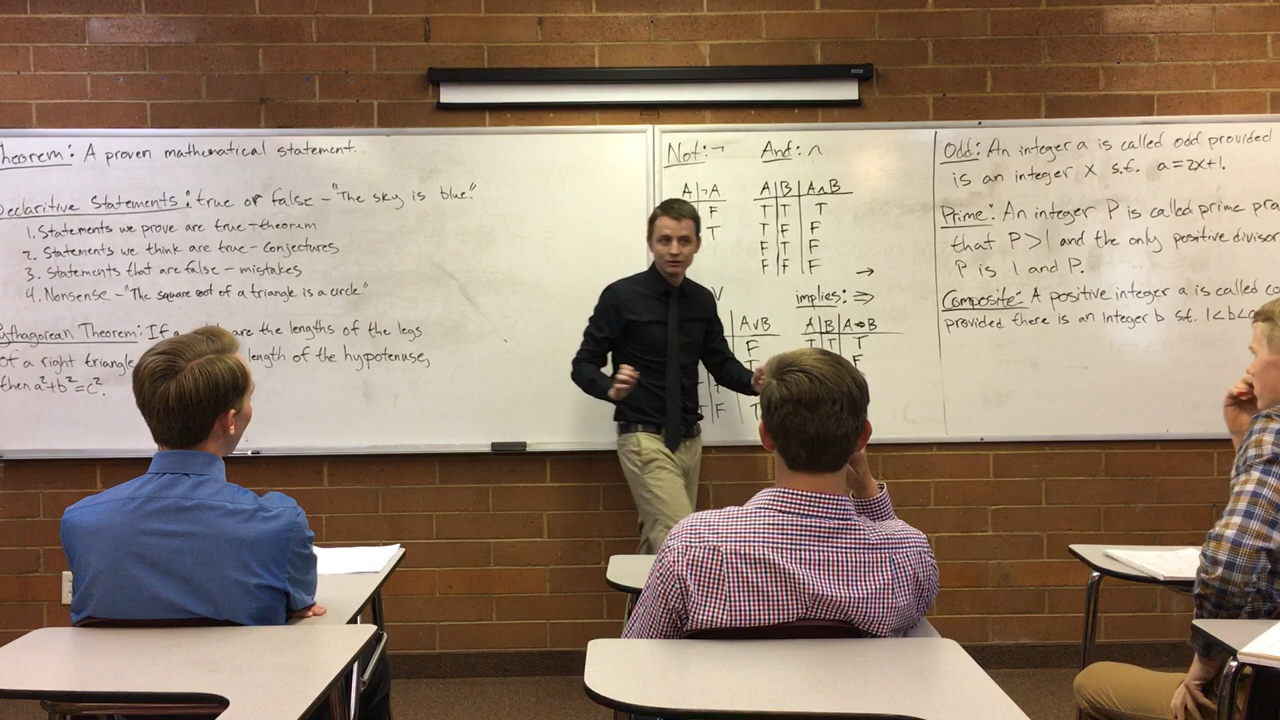 heorem: A proven mathematical statement.
Declaritive Statements: true or false - "The sky is blue."
1. Statements we prove are true - theorem
2. Statements we think are true - Conjectures
3. Statements that are false - mistakes
4. Nonsense - "The square root of a triangle is a circle"
ythagorean Theorem: If a are the lengths of the legs
of a right triangle length of the hypotenuse,
then a²+b²=c².
Not: ¬ And: ∧
A ¬A
F
T
A B A∧B
T T T
T F F
F T F
F F F
→
V
A∨B
F
implies: ⇒
A B A⇒B
T T T
F
F
F T
Odd: An integer a is called odd provided
is an integer x s.t. a=2x+1.
Prime: An integer P is called prime pro
that P>1 and the only positive divisor
P is 1 and P.
Composite: A positive integer a is called co
provided there is an integer b s.t. 1<b<a